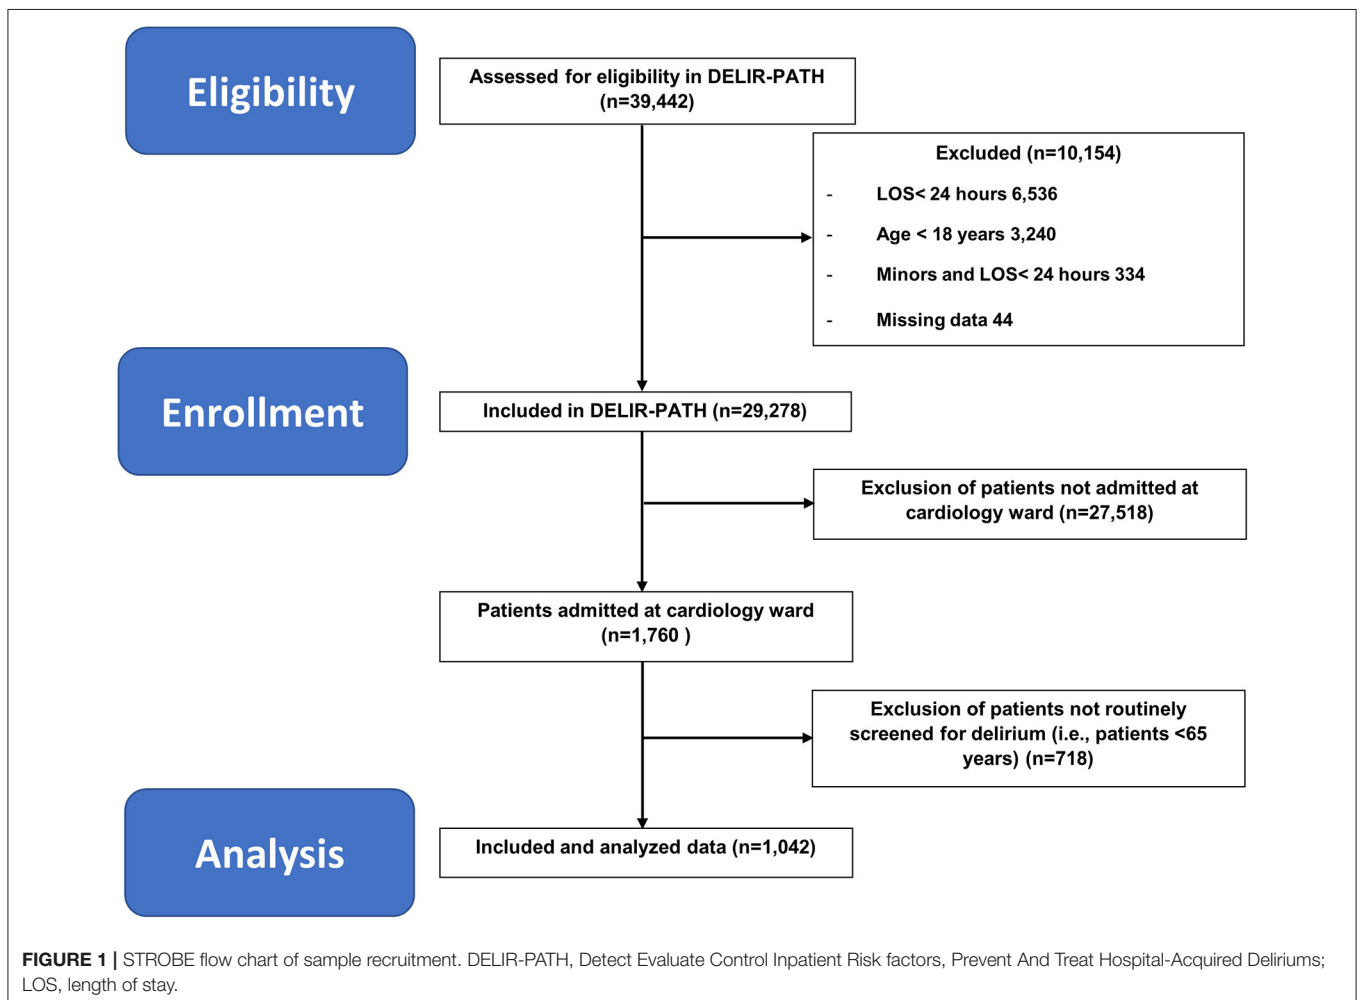 Eligibility
Assessed for eligibility in DELIR-PATH
(n=39,442)
Excluded (n=10,154)
- LOS< 24 hours 6,536
- Age < 18 years 3,240
- Minors and LOS< 24 hours 334
- Missing data 44
Enrollment
Included in DELIR-PATH (n=29,278)
Exclusion of patients not admitted at
cardiology ward (n=27,518)
Patients admitted at cardiology ward
(n=1,760 )
Exclusion of patients not routinely
screened for delirium (i.e., patients <65
years) (n=718)
Analysis
Included and analyzed data (n=1,042)
FIGURE 1 | STROBE flow chart of sample recruitment. DELIR-PATH, Detect Evaluate Control Inpatient Risk factors, Prevent And Treat Hospital-Acquired Deliriums;
LOS, length of stay.